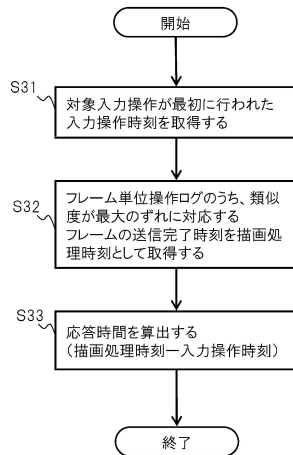 開始
S31
対象入力操作が最初に行われた
入力操作時刻を取得する
S32
フレーム単位操作ログのうち、類似
度が最大のずれに対応する
フレームの送信完了時刻を描画処
理時刻として取得する
S33
応答時間を算出する
(描画処理時刻ー入力操作時刻)
終了